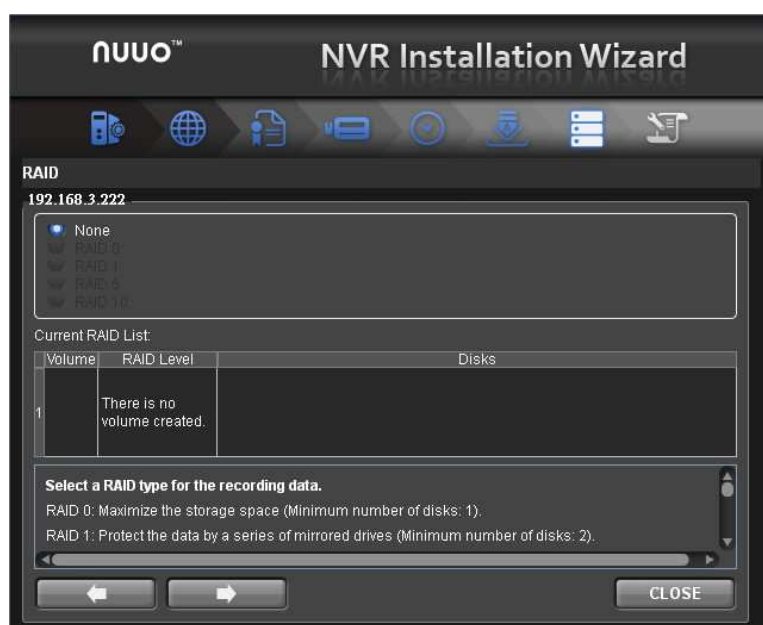 nuuo™
NVR Installation Wizard
RAID
192.168.3.222
None
RAID 0
RAID 1
RAID 5
RAID 10
Current RAID List:
Volume RAID Level Disks
1 There is no
volume created.
Select a RAID type for the recording data.
RAID 0: Maximize the storage space (Minimum number of disks: 1).
RAID 1: Protect the data by a series of mirrored drives (Minimum number of disks: 2).
CLOSE